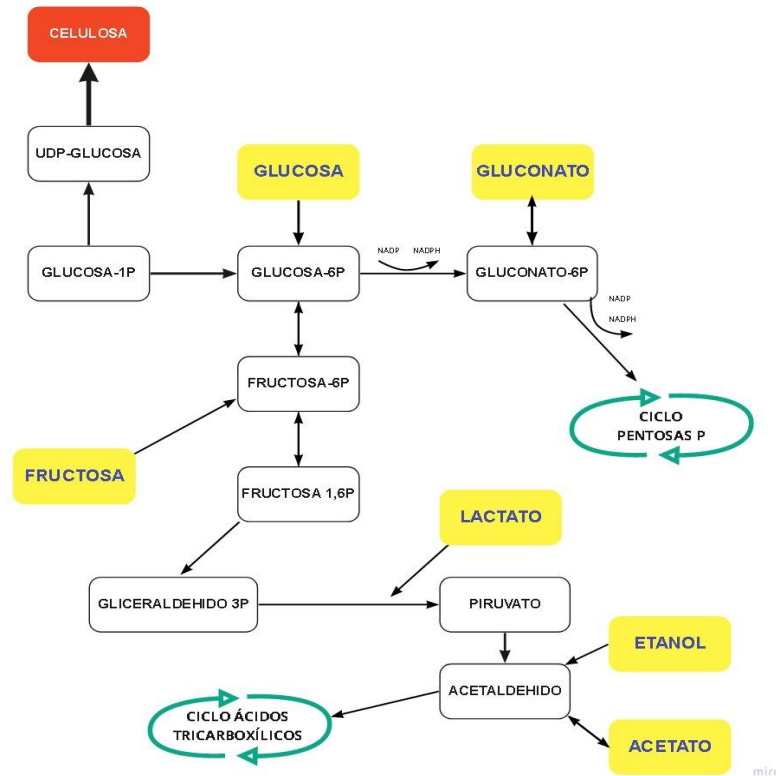 CELULOSA
UDP-GLUCOSA
GLUCOSA
GLUCONATO
NADP
NADPH
GLUCOSA-1P
GLUCOSA-6P
GLUCONATO-6P
NADP
NADPH
FRUCTOSA-6P
CICLO
PENTOSAS P
FRUCTOSA
FRUCTOSA 1,6P
LACTATO
GLICERALDEHIDO 3P
PIRUVATO
ETANOL
ACETALDEHIDO
CICLO ÁCIDOS
TRICARBOXÍLICOS
ACETATO
miro